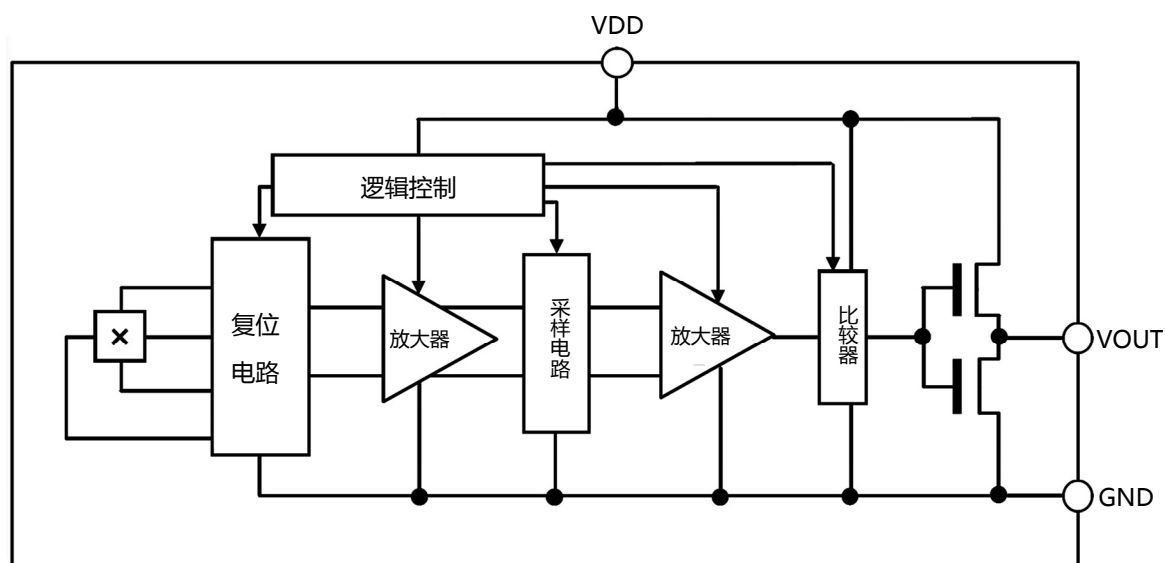 VDD
逻辑控制
复位
电路
×
放大器
采
样
电
路
放大器
比
较
器
VOUT
GND